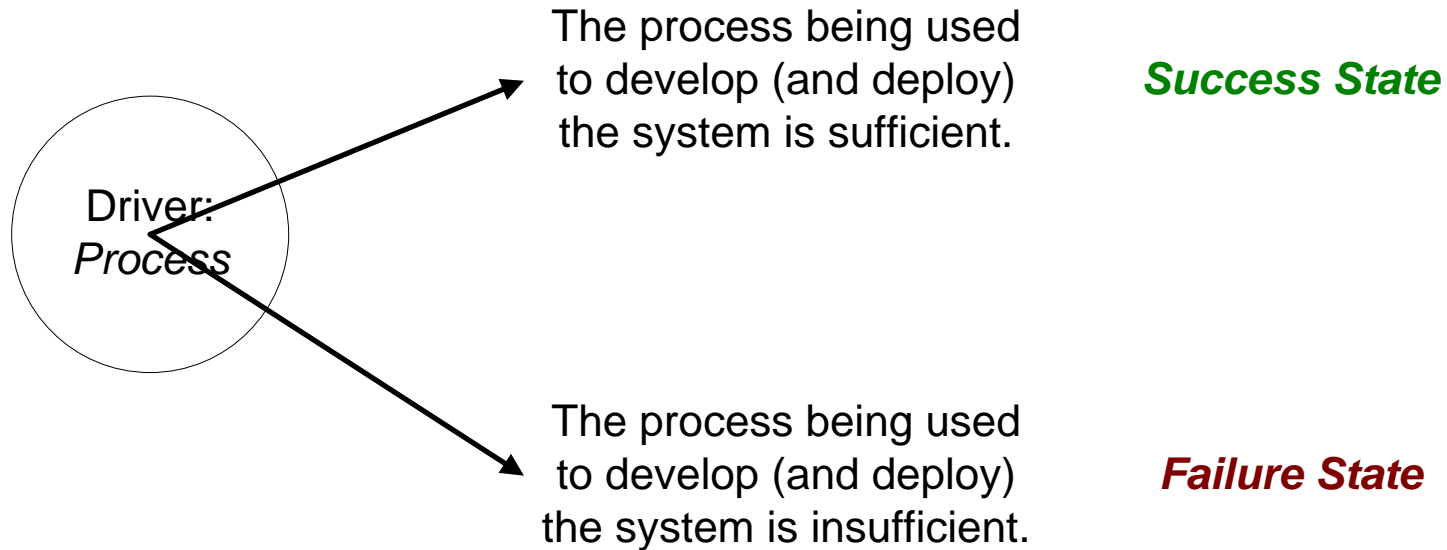 The process being used
to develop (and deploy)
the system is sufficient.
Success State
Driver:
Process
The process being used
to develop (and deploy)
the system is insufficient.
Failure State